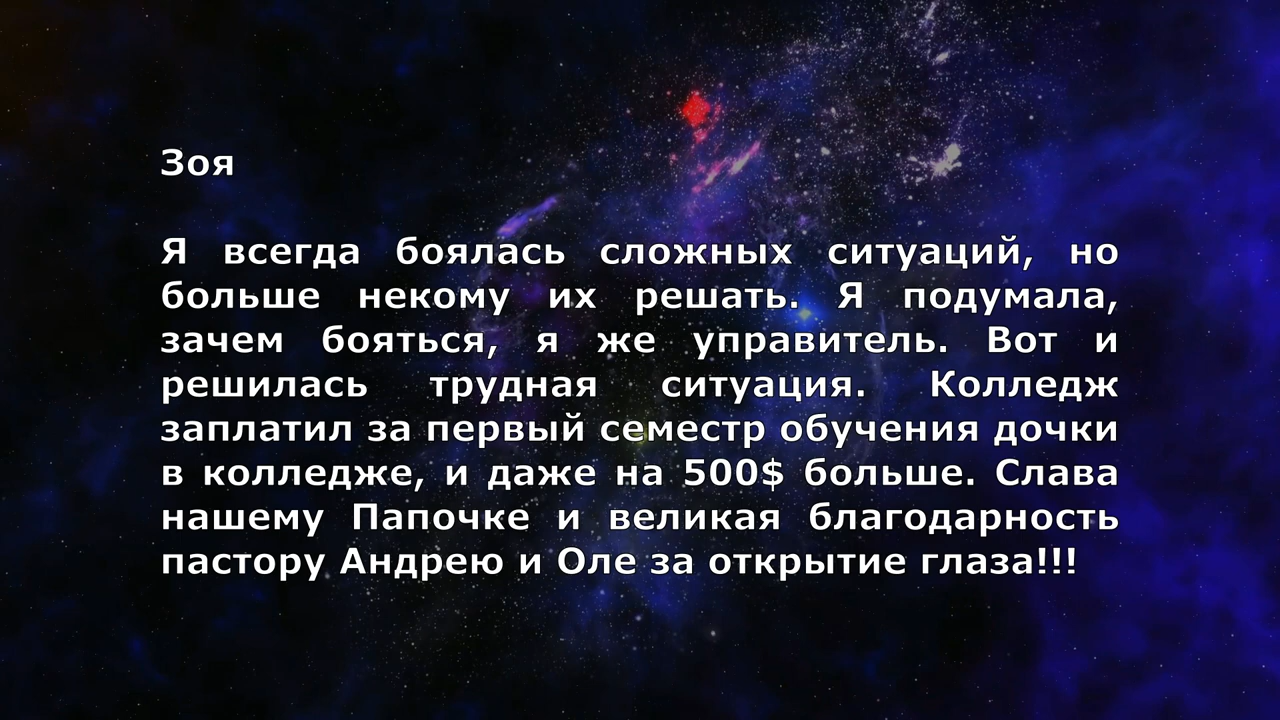 Зоя
Я всегда боялась сложных ситуаций, но
больше некому их решать. Я подумала,
зачем бояться, я же управитель. Вот и
решилась трудная ситуация. Колледж
заплатил за первый семестр обучения дочки
в колледже, и даже на 500$ больше. Слава
нашему Папочке и великая благодарность
пастору Андрею и Оле за открытие глаза!!!